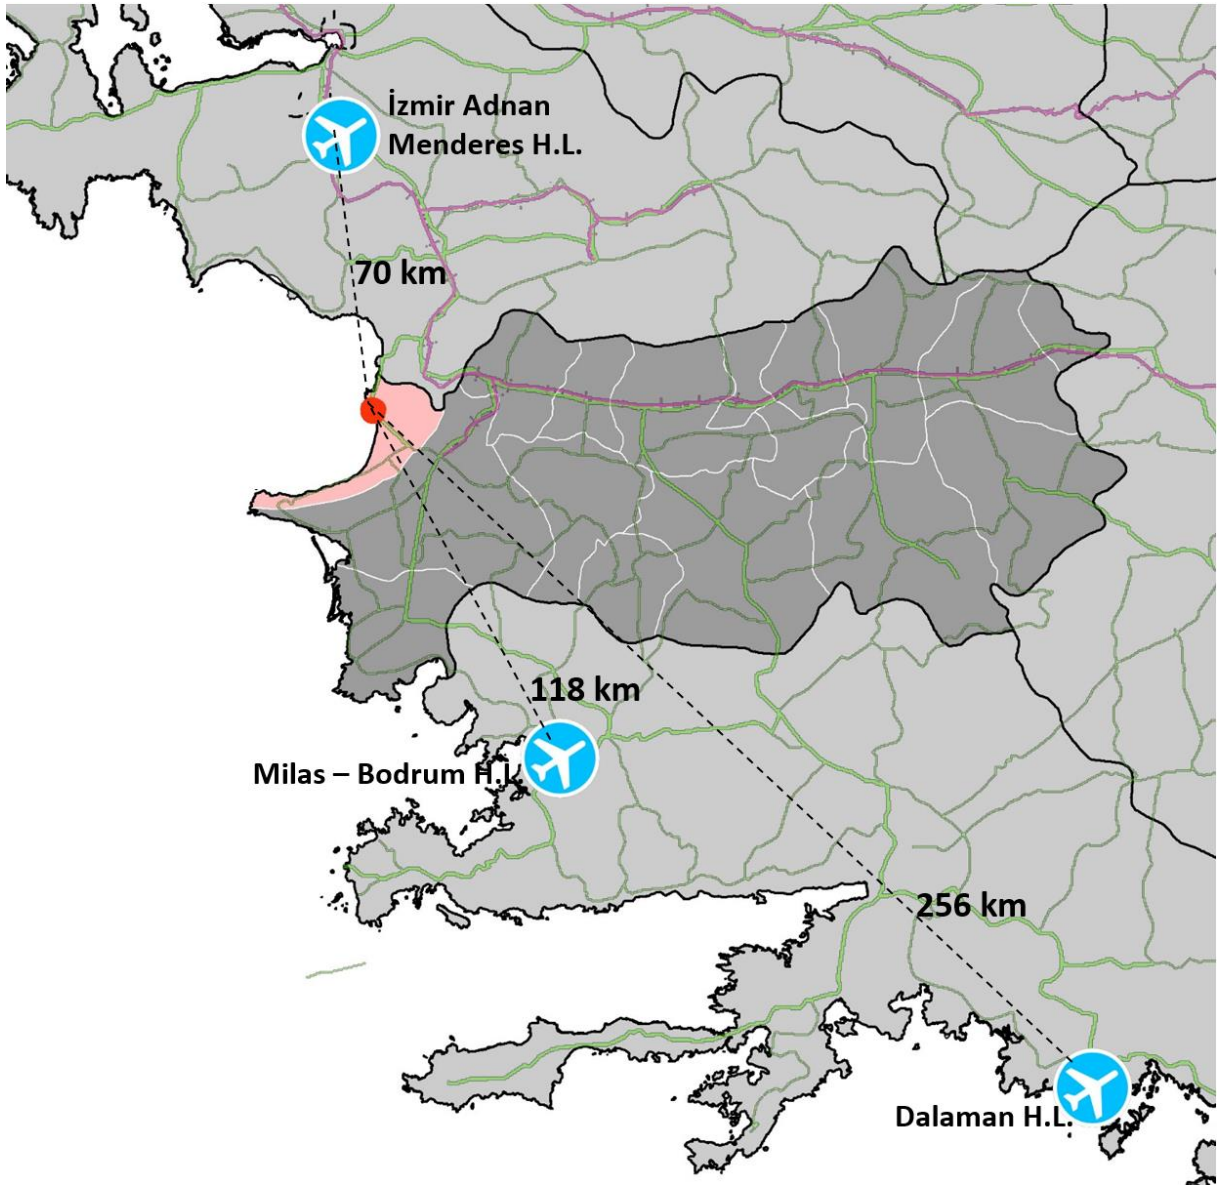 İzmir Adnan
Menderes H.L.
70 km
118 km
Milas – Bodrum H.L
256 km
Dalaman H.L.